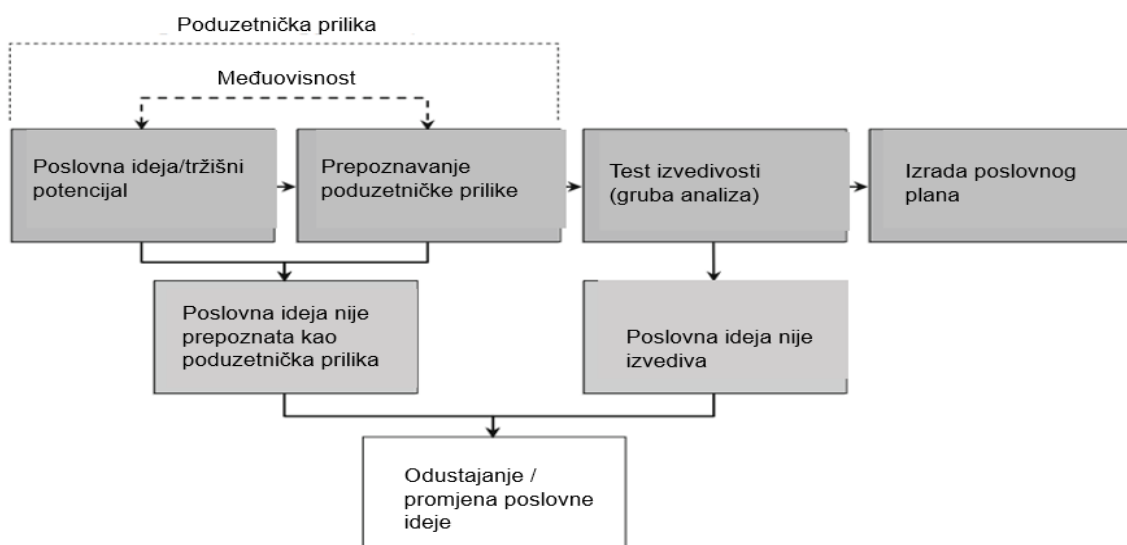 Poduzetnička prilika
Međuovisnost
Poslovna ideja/tržišni
potencijal
Prepoznavanje
poduzetničke prilike
Test izvedivosti
(gruba analiza)
Izrada poslovnog
plana
Poslovna ideja nije
prepoznata kao
poduzetnička prilika
Poslovna ideja nije
izvediva
Odustajanje /
promjena poslovne
ideje